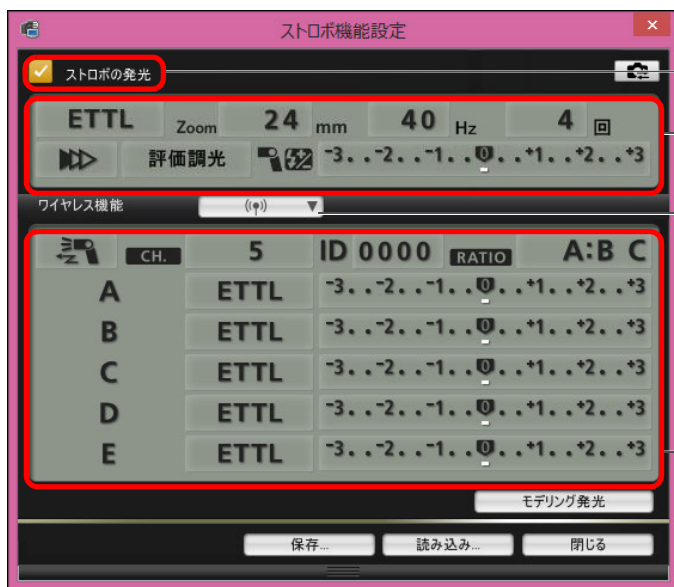 ストロボ機能設定
ストロボの発光
ETTL Zoom 24 mm 40 Hz 4 回
評価調光 -3..-2..-1..0..+1..+2..+3
ワイヤレス機能
CH. 5 ID 0000 RATIO A:B C
A ETTL -3..-2..-1..0..+1..+2..+3
B ETTL -3..-2..-1..0..+1..+2..+3
C ETTL -3..-2..-1..0..+1..+2..+3
D ETTL -3..-2..-1..0..+1..+2..+3
E ETTL -3..-2..-1..0..+1..+2..+3
モデリング発光
保存... 読み込み... 閉じる